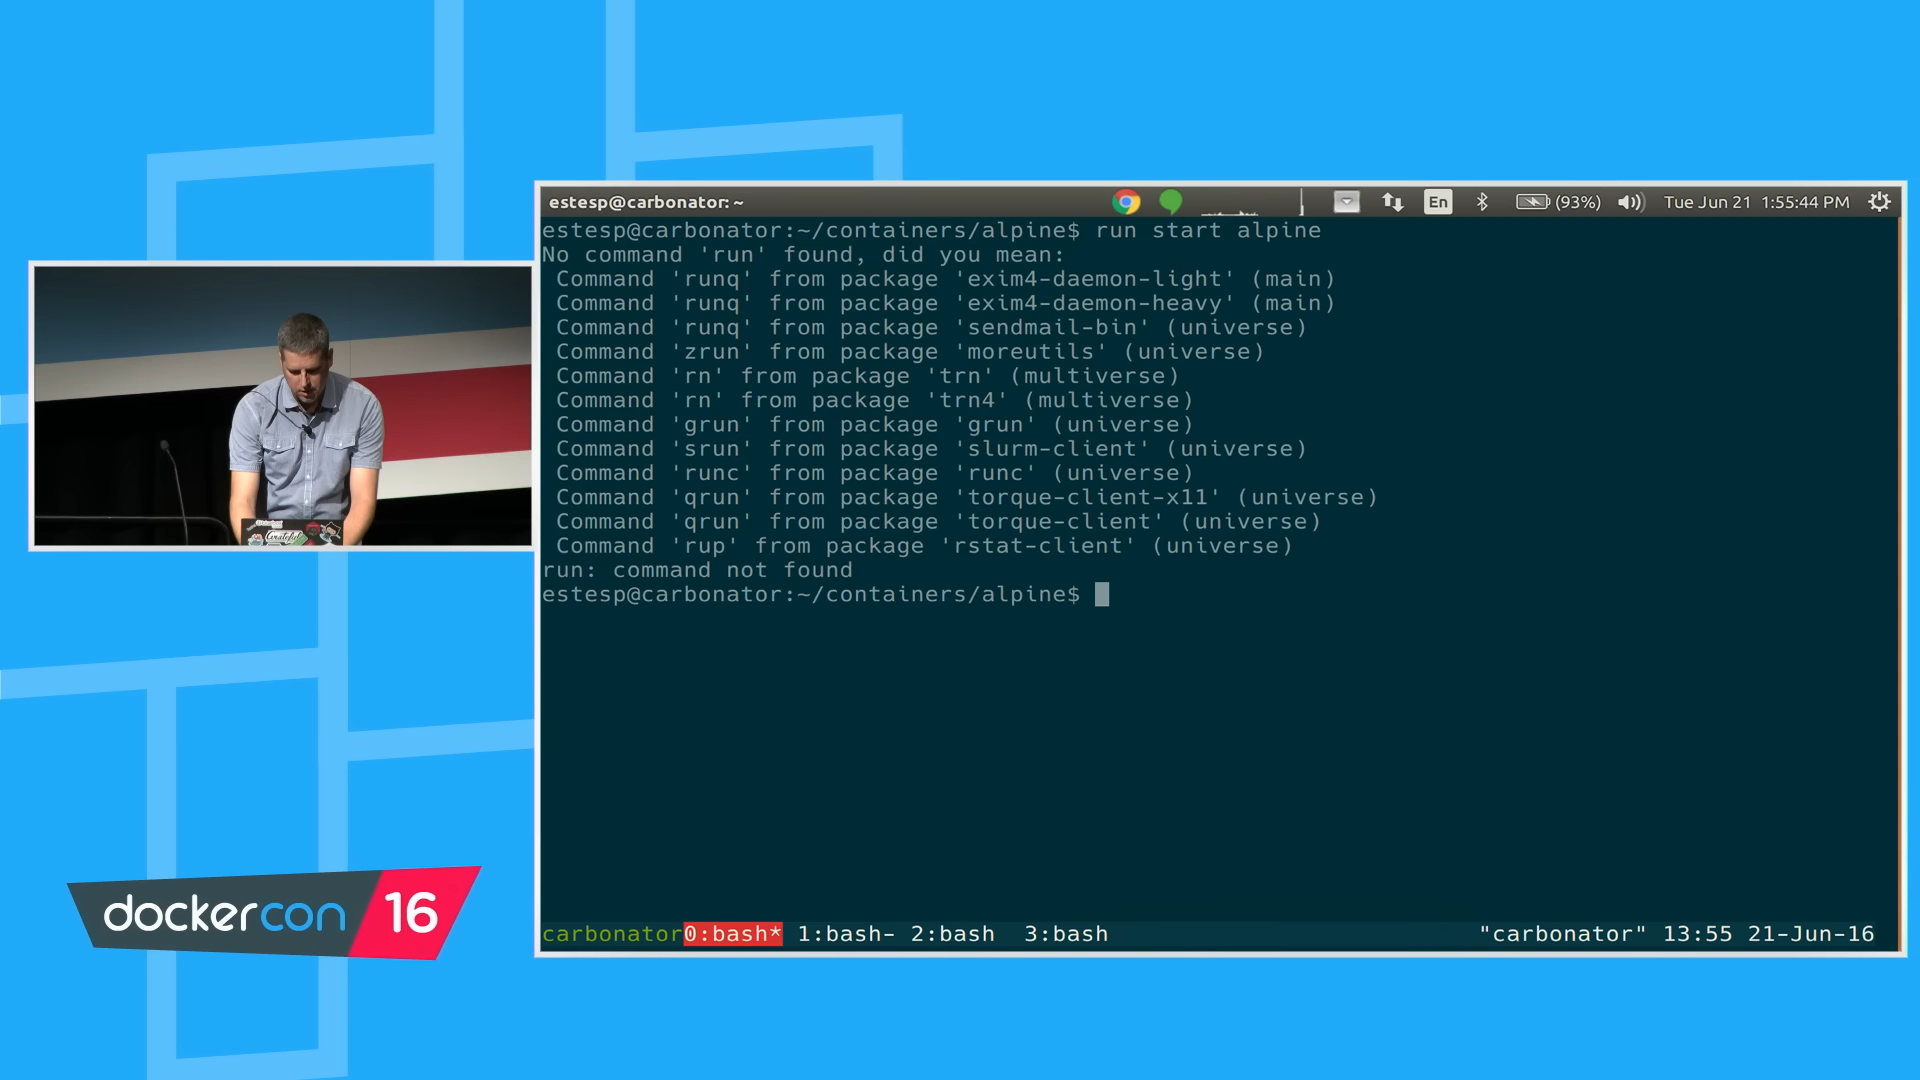 estesp@carbonator: ~
En
(93%)
Tue Jun 21 1:55:44 PM
estesp@carbonator:~/containers/alpine$ run start alpine
No command 'run' found, did you mean:
 Command 'runq' from package 'exim4-daemon-light' (main)
 Command 'runq' from package 'exim4-daemon-heavy' (main)
 Command 'runq' from package 'sendmail-bin' (universe)
 Command 'zrun' from package 'moreutils' (universe)
 Command 'rn' from package 'trn' (multiverse)
 Command 'rn' from package 'trn4' (multiverse)
 Command 'grun' from package 'grun' (universe)
 Command 'srun' from package 'slurm-client' (universe)
 Command 'runc' from package 'runc' (universe)
 Command 'qrun' from package 'torque-client-x11' (universe)
 Command 'qrun' from package 'torque-client' (universe)
 Command 'rup' from package 'rstat-client' (universe)
run: command not found
estesp@carbonator:~/containers/alpine$
carbonator 0:bash* 1:bash- 2:bash 3:bash "carbonator" 13:55 21-Jun-16
Grateful
dockercon 16